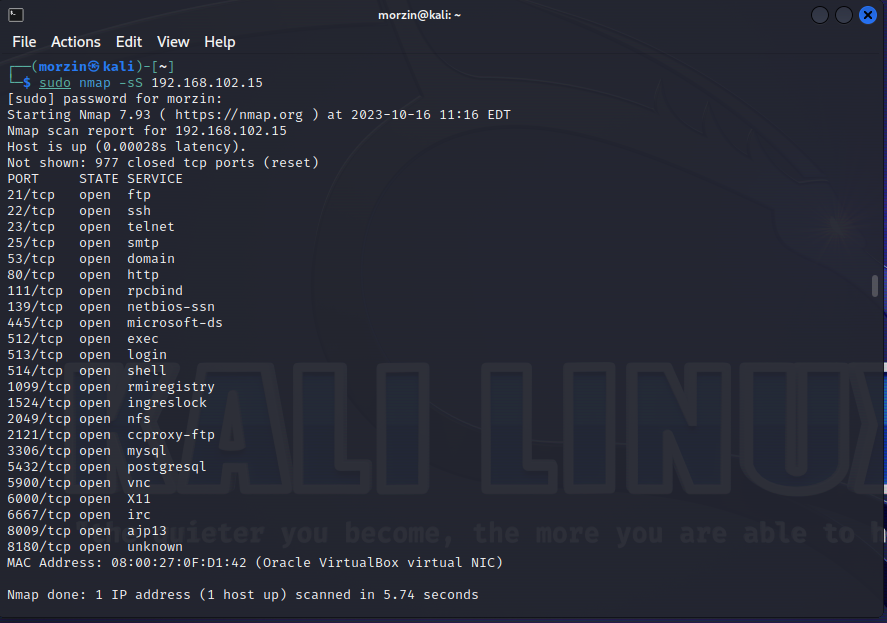 morzin@kali: ~
File Actions Edit View Help
┌──(morzin㉿kali)-[~]
└─$ sudo nmap -sS 192.168.102.15
[sudo] password for morzin:
Starting Nmap 7.93 ( https://nmap.org ) at 2023-10-16 11:16 EDT
Nmap scan report for 192.168.102.15
Host is up (0.00028s latency).
Not shown: 977 closed tcp ports (reset)
PORT     STATE SERVICE
21/tcp   open  ftp
22/tcp   open  ssh
23/tcp   open  telnet
25/tcp   open  smtp
53/tcp   open  domain
80/tcp   open  http
111/tcp  open  rpcbind
139/tcp  open  netbios-ssn
445/tcp  open  microsoft-ds
512/tcp  open  exec
513/tcp  open  login
514/tcp  open  shell
1099/tcp open  rmiregistry
1524/tcp open  ingreslock
2049/tcp open  nfs
2121/tcp open  ccproxy-ftp
3306/tcp open  mysql
5432/tcp open  postgresql
5900/tcp open  vnc
6000/tcp open  X11
6667/tcp open  irc
8009/tcp open  ajp13
8180/tcp open  unknown
MAC Address: 08:00:27:0F:D1:42 (Oracle VirtualBox virtual NIC)
Nmap done: 1 IP address (1 host up) scanned in 5.74 seconds
KALI LINUX
quieter you become, the more you are able to